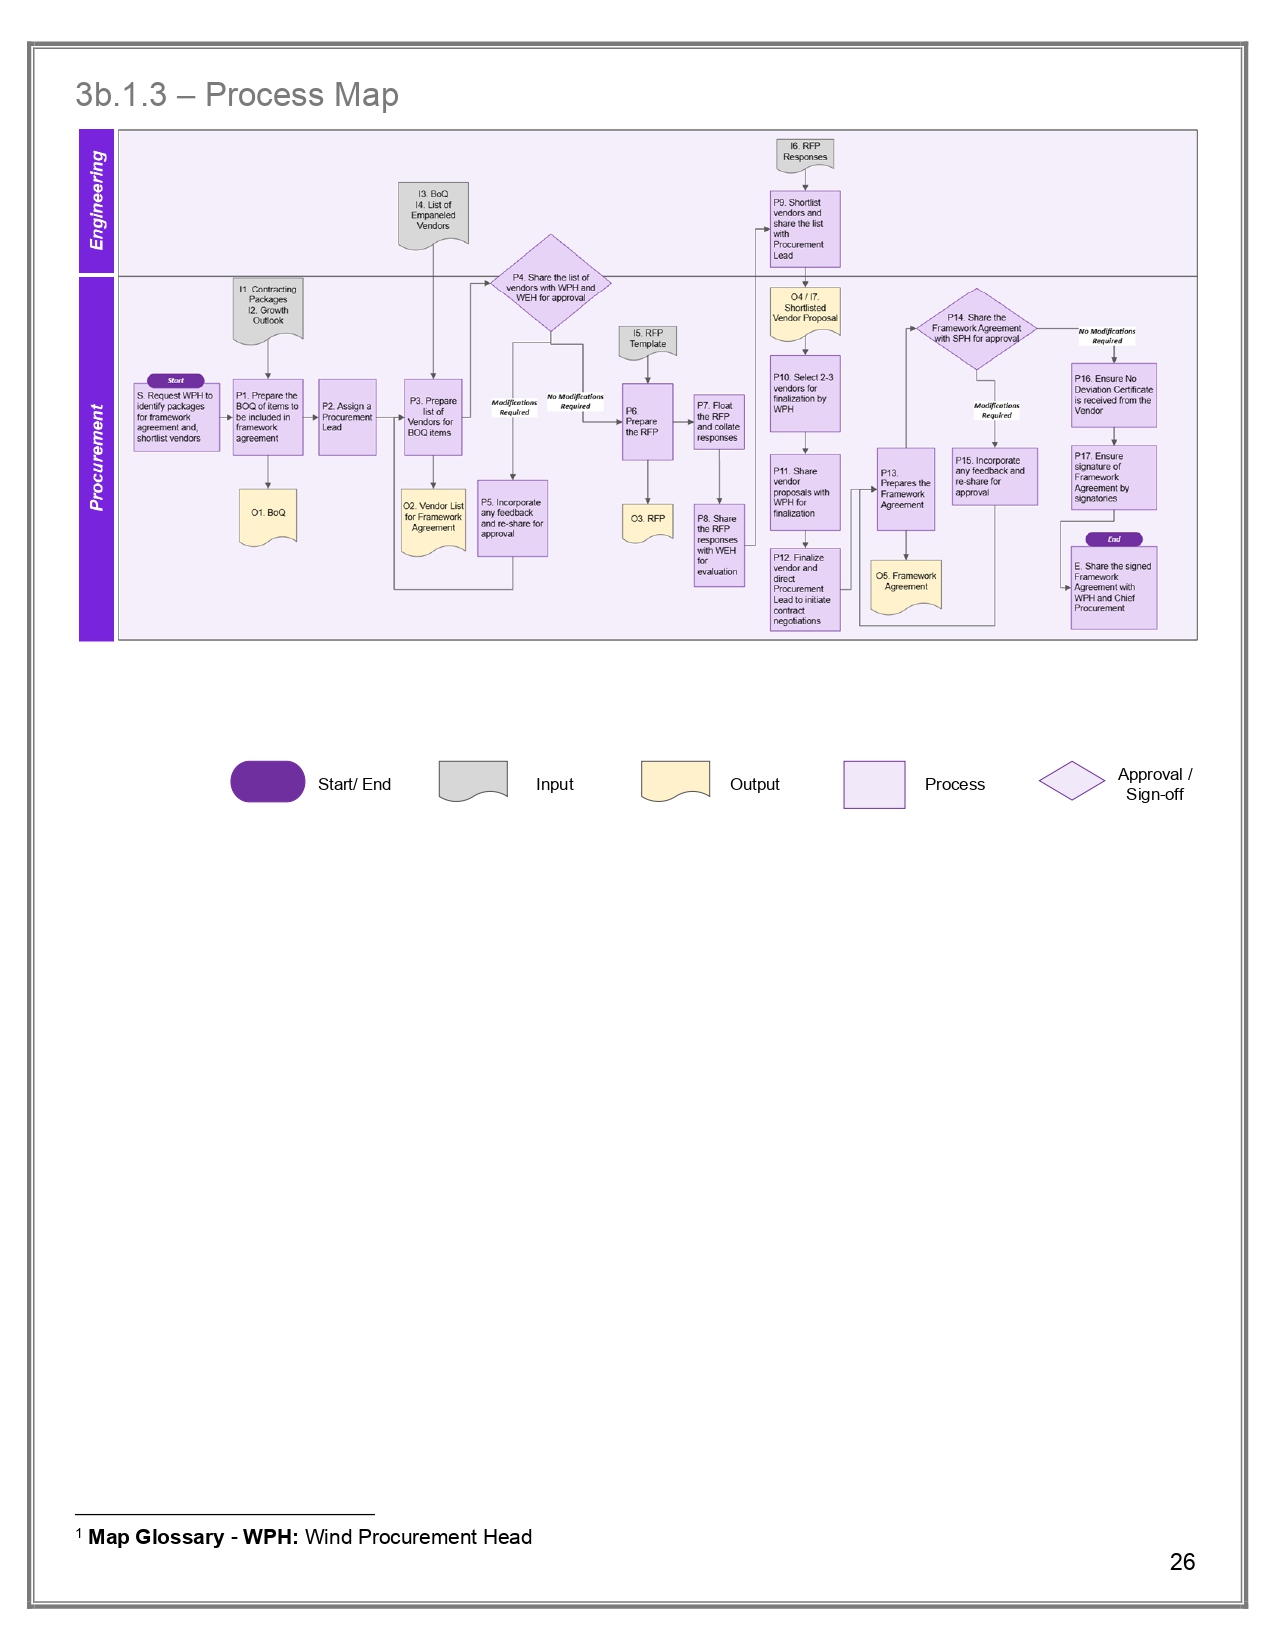 3b.1.3 – Process Map
Engineering
Procurement
Start
S. Request WPH to
identify packages
for framework
agreement and,
shortlist vendors
I1. Contracting
Packages
I2. Growth
Outlook
P1. Prepare the
BOQ of items to
be included in
framework
agreement
O1. BoQ
P2. Assign a
Procurement
Lead
I3. BoQ
I4. List of
Empaneled
Vendors
P3. Prepare
list of
Vendors for
BOQ items
O2. Vendor List
for Framework
Agreement
P4. Share the list of
vendors with WPH and
WEH for approval
Modifications
Required
No Modifications
Required
P5. Incorporate
any feedback
and re-share for
approval
I5. RFP
Template
P6.
Prepare
the RFP
O3. RFP
P7. Float
the RFP
and collate
responses
P8. Share
the RFP
responses
with WEH
for
evaluation
I6. RFP
Responses
P9. Shortlist
vendors and
share the list
with
Procurement
Lead
O4 / I7.
Shortlisted
Vendor Proposal
P10. Select 2-3
vendors for
finalization by
WPH
P11. Share
vendor
proposals with
WPH for
finalization
P12. Finalize
vendor and
direct
Procurement
Lead to initiate
contract
negotiations
P13.
Prepares the
Framework
Agreement
O5. Framework
Agreement
P14. Share the
Framework Agreement
with SPH for approval
Modifications
Required
No Modifications
Required
P15. Incorporate
any feedback and
re-share for
approval
P16. Ensure No
Deviation Certificate
is received from the
Vendor
P17. Ensure
signature of
Framework
Agreement by
signatories
End
E. Share the signed
Framework
Agreement with
WPH and Chief
Procurement
Start/ End
Input
Output
Process
Approval /
Sign-off
1 Map Glossary - WPH: Wind Procurement Head
26